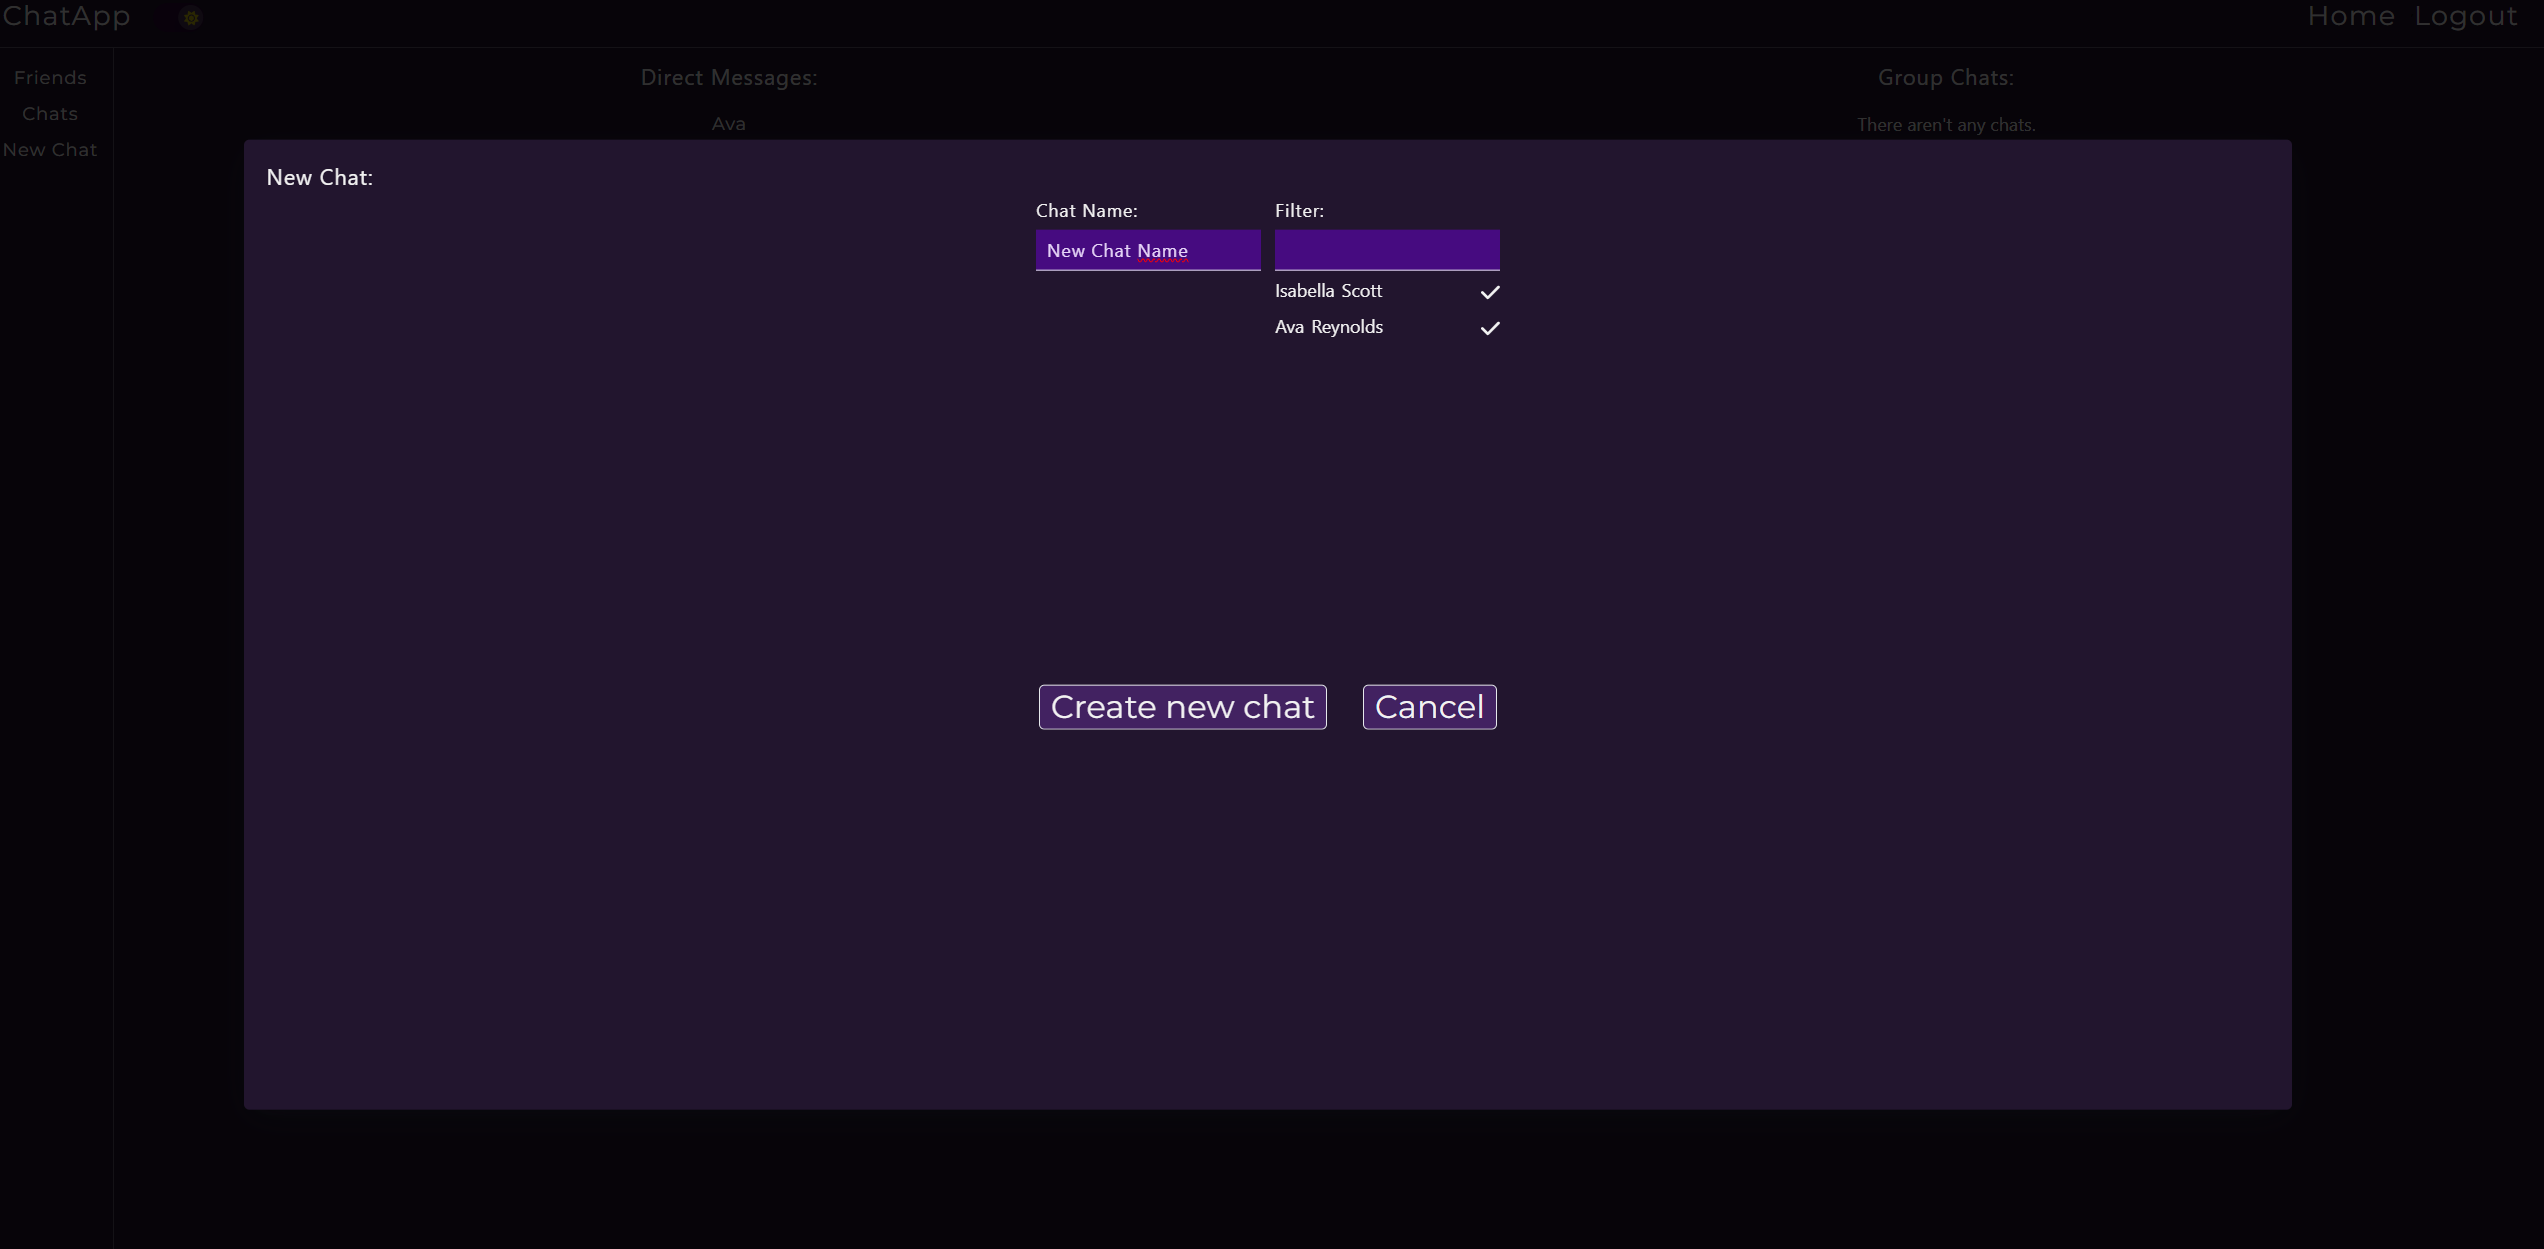 ChatApp
Home Logout
Friends
Chats
New Chat
Direct Messages:
Ava
Group Chats:
There aren't any chats.
New Chat:
Chat Name:
New Chat Name
Filter:
Isabella Scott
Ava Reynolds
Create new chat
Cancel